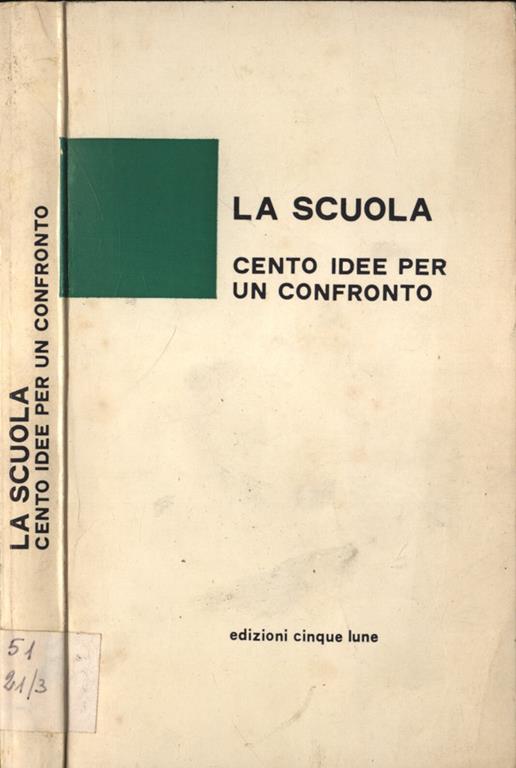 LA SCUOLA
CENTO IDEE PER UN CONFRONTO
51
21/3
LA SCUOLA
CENTO IDEE PER
UN CONFRONTO
edizioni cinque lune